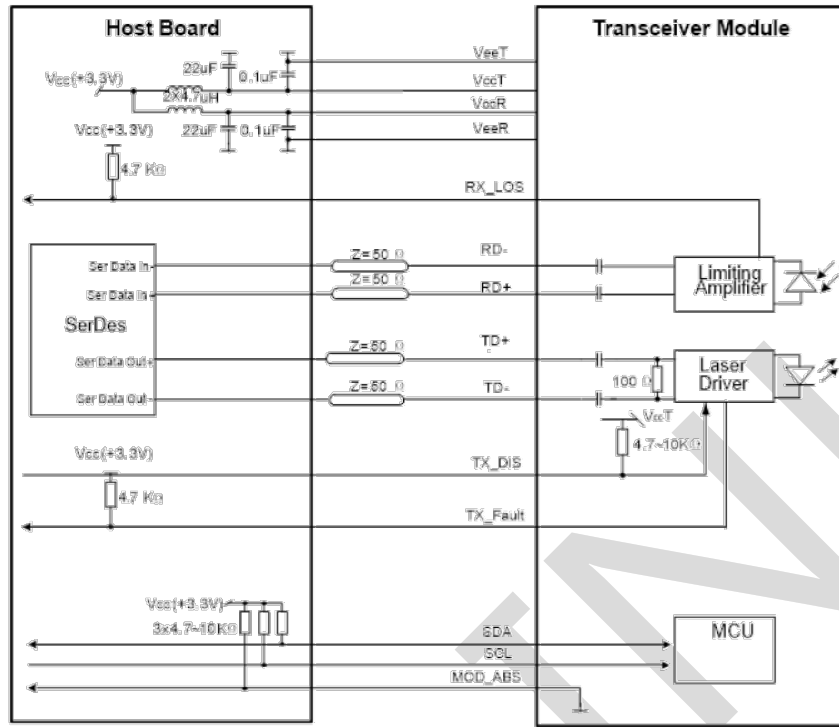 Host Board
Transceiver Module
VeeT
22uF
0.1uF
VccT
Vcc(+3.3V)
2X4.7uH
VccR
Vcc(+3.3V)
22uF
0.1uF
VeeR
4.7 KΩ
RX_LOS
Z=50 Ω
RD-
Ser Data In-
Limiting
Amplifier
Z=50 Ω
RD+
Ser Data In+
SerDes
Z=50 Ω
TD+
Ser Data Out+
Laser
Driver
100 Ω
Z=50 Ω
TD-
Ser Data Out-
VccT
4.7~10KΩ
Vcc(+3.3V)
TX_DIS
4.7 KΩ
TX_Fault
Vcc(+3.3V)
3x4.7~10KΩ
SDA
MCU
SCL
MOD_ABS